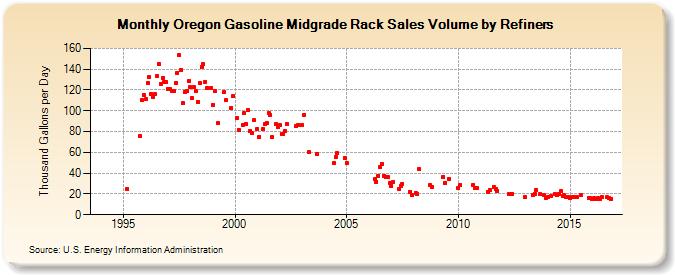 Monthly Oregon Gasoline Midgrade Rack Sales Volume by Refiners
Thousand Gallons per Day
160
140
120
100
80
60
40
20
0
1995 2000 2005 2010 2015
Source: U.S. Energy Information Administration